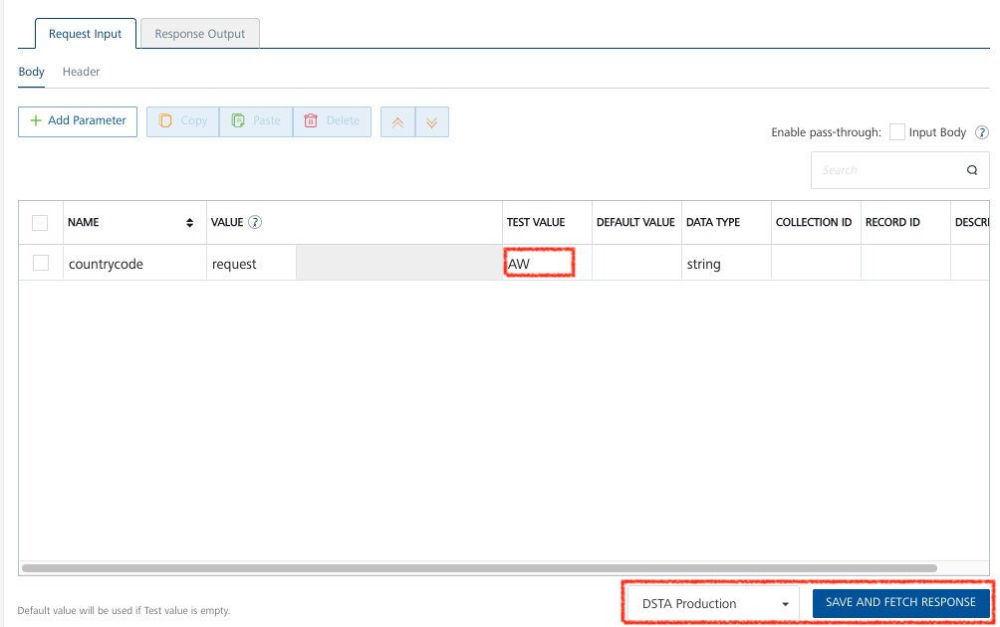 Request Input Response Output
Body Header
Add Parameter Copy Paste Delete
Enable pass-through: Input Body ?
Search
NAME VALUE ? TEST VALUE DEFAULT VALUE DATA TYPE COLLECTION ID RECORD ID DESCRI
countrycode request AW string
DSTA Production SAVE AND FETCH RESPONSE
Default value will be used if Test value is empty.